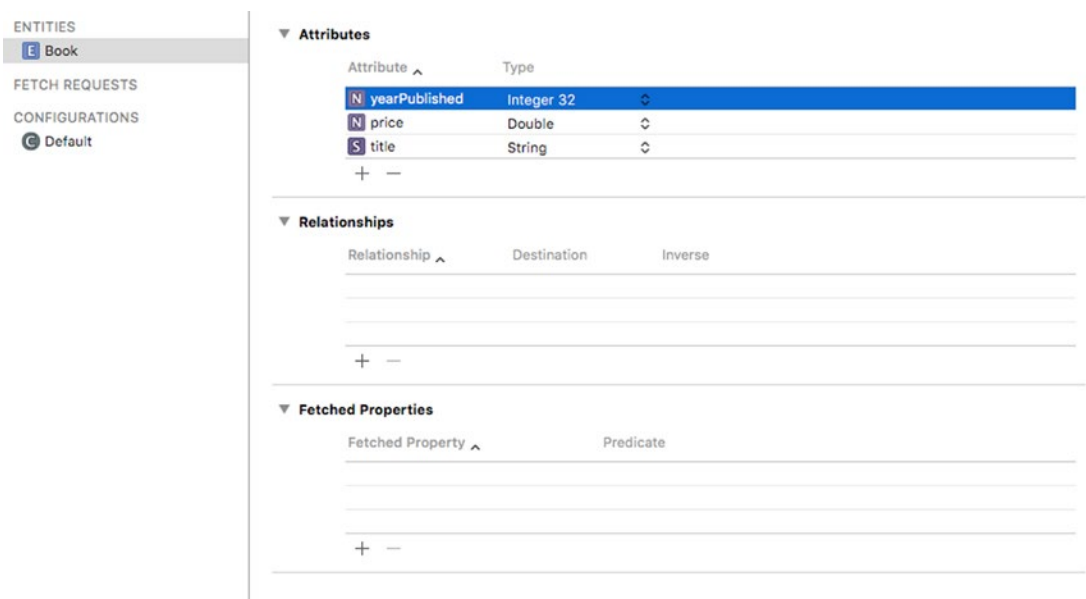 ENTITIES
E Book
FETCH REQUESTS
CONFIGURATIONS
C Default
Attributes
Attribute Type
N yearPublished Integer 32
N price Double
S title String
+ −
Relationships
Relationship Destination Inverse
+ −
Fetched Properties
Fetched Property Predicate
+ −